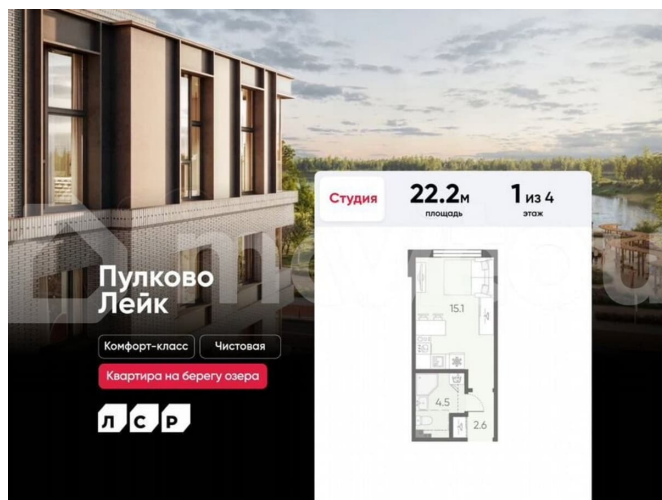 Студия
22.2м
площадь
1 из 4
этаж
Пулково
Лейк
Комфорт-класс
Чистовая
Квартира на берегу озера
ЛСР
15.1
4.5
2.6